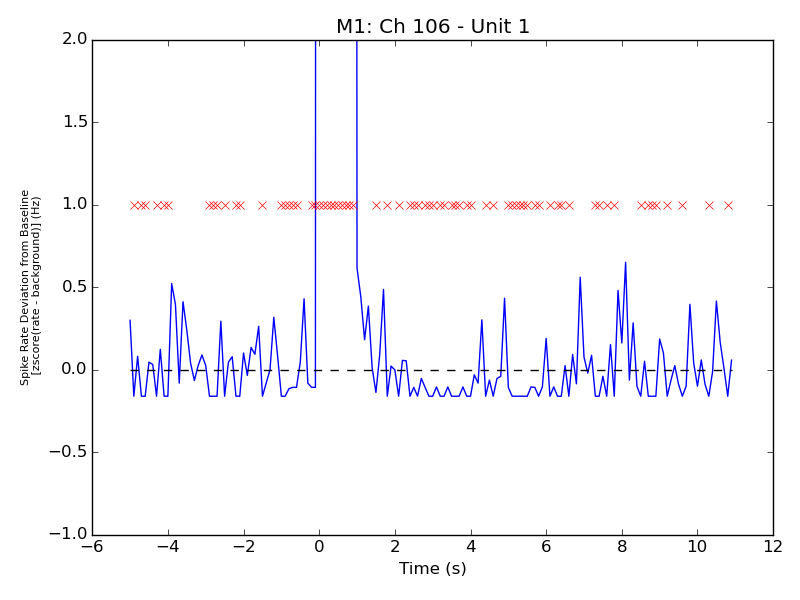 M1: Ch 106 - Unit 1
2.0
1.5
1.0
0.5
0.0
−0.5
−1.0
Spike Rate Deviation from Baseline
[zscore(rate - background)] (Hz)
−6 −4 −2 0 2 4 6 8 10 12
Time (s)